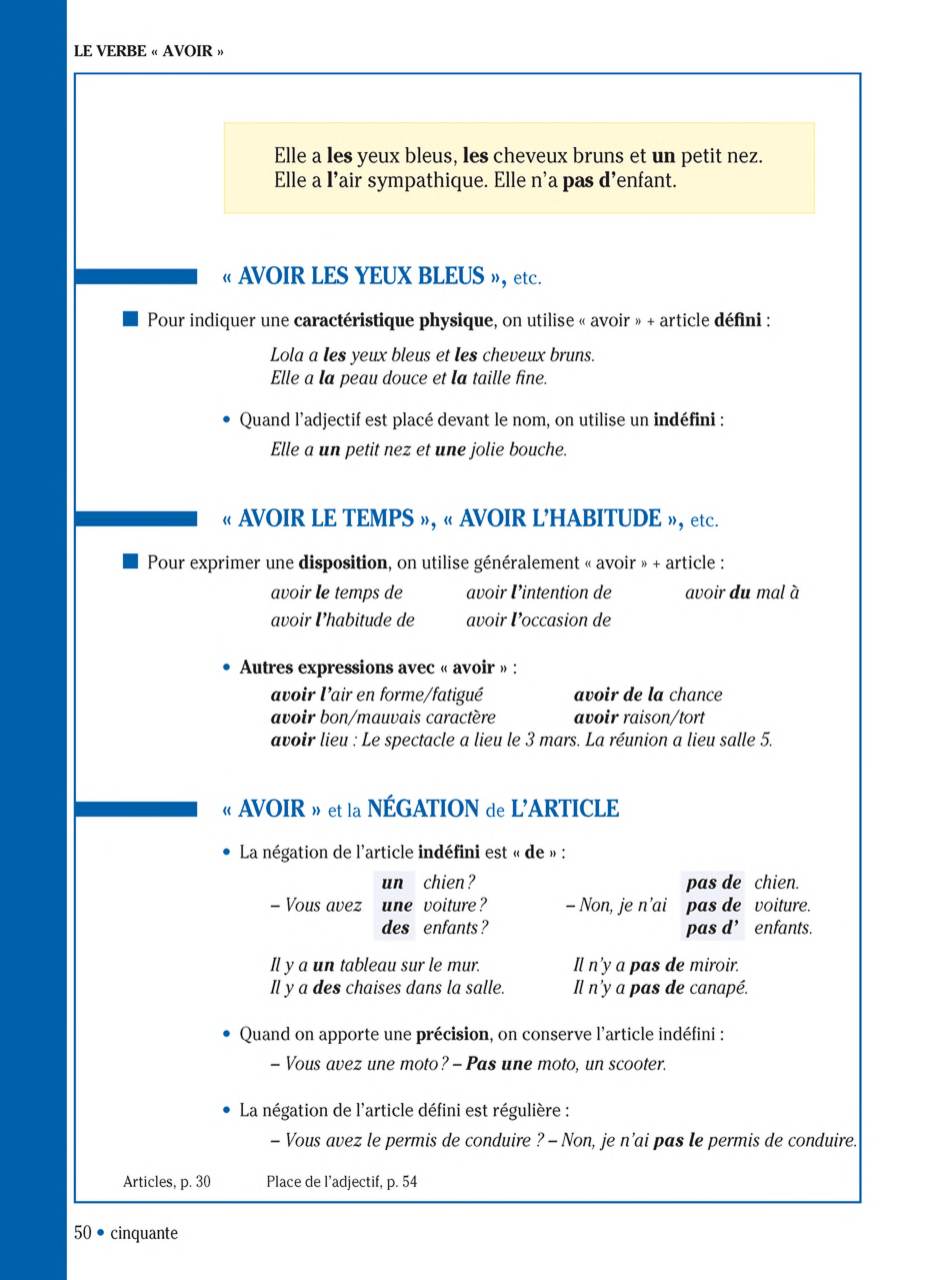 LE VERBE « AVOIR »
Elle a les yeux bleus, les cheveux bruns et un petit nez.
Elle a l’air sympathique. Elle n’a pas d’enfant.
« AVOIR LES YEUX BLEUS », etc.
■ Pour indiquer une caractéristique physique, on utilise « avoir » + article défini :
Lola a les yeux bleus et les cheveux bruns.
Elle a la peau douce et la taille fine.
• Quand l’adjectif est placé devant le nom, on utilise un indéfini :
Elle a un petit nez et une jolie bouche.
« AVOIR LE TEMPS », « AVOIR L’HABITUDE », etc.
■ Pour exprimer une disposition, on utilise généralement « avoir » + article :
avoir le temps de avoir l’intention de avoir du mal à
avoir l’habitude de avoir l’occasion de
• Autres expressions avec « avoir » :
avoir l’air en forme/fatigué avoir de la chance
avoir bon/mauvais caractère avoir raison/tort
avoir lieu : Le spectacle a lieu le 3 mars. La réunion a lieu salle 5.
« AVOIR » et la NÉGATION de L’ARTICLE
• La négation de l’article indéfini est « de » :
un chien ? pas de chien.
– Vous avez une voiture ? – Non, je n’ai pas de voiture.
des enfants ? pas d’ enfants.
Il y a un tableau sur le mur. Il n’y a pas de miroir.
Il y a des chaises dans la salle. Il n’y a pas de canapé.
• Quand on apporte une précision, on conserve l’article indéfini :
– Vous avez une moto ? – Pas une moto, un scooter.
• La négation de l’article défini est régulière :
– Vous avez le permis de conduire ? – Non, je n’ai pas le permis de conduire.
Articles, p. 30 Place de l’adjectif, p. 54
50 • cinquante